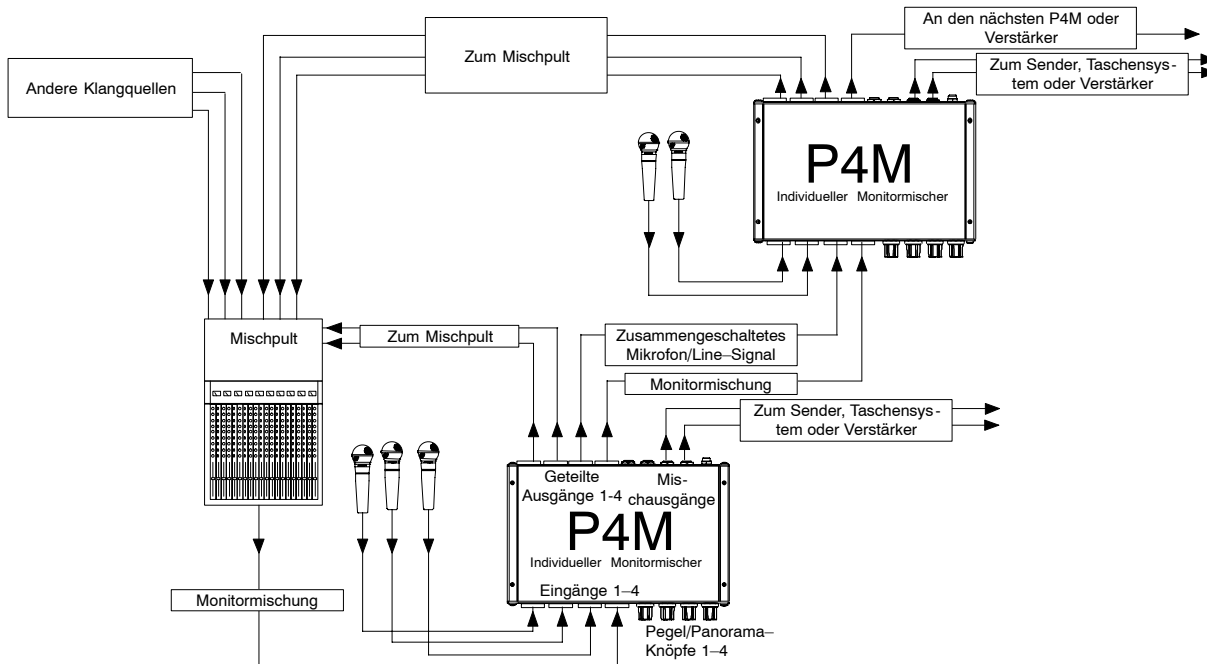 An den nächsten P4M oder
Verstärker
Zum Mischpult
Zum Sender, Taschensys-
tem oder Verstärker
Andere Klangquellen
P4M
Individueller Monitormischer
Mischpult
Zum Mischpult
Zusammengeschaltetes
Mikrofon/Line–Signal
Monitormischung
Zum Sender, Taschensys-
tem oder Verstärker
Geteilte
Ausgänge 1-4
Mis-
chausgänge
P4M
Individueller Monitormischer
Eingänge 1–4
Monitormischung
Pegel/Panorama–
Knöpfe 1–4